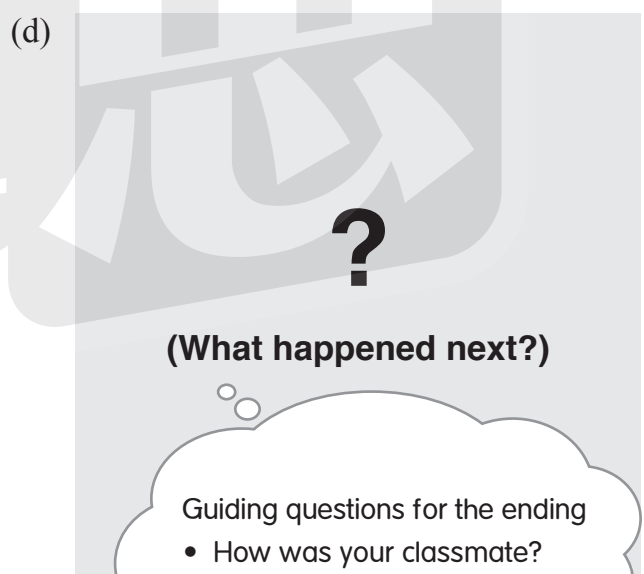 (d)
?
(What happened next?)
Guiding questions for the ending
• How was your classmate?